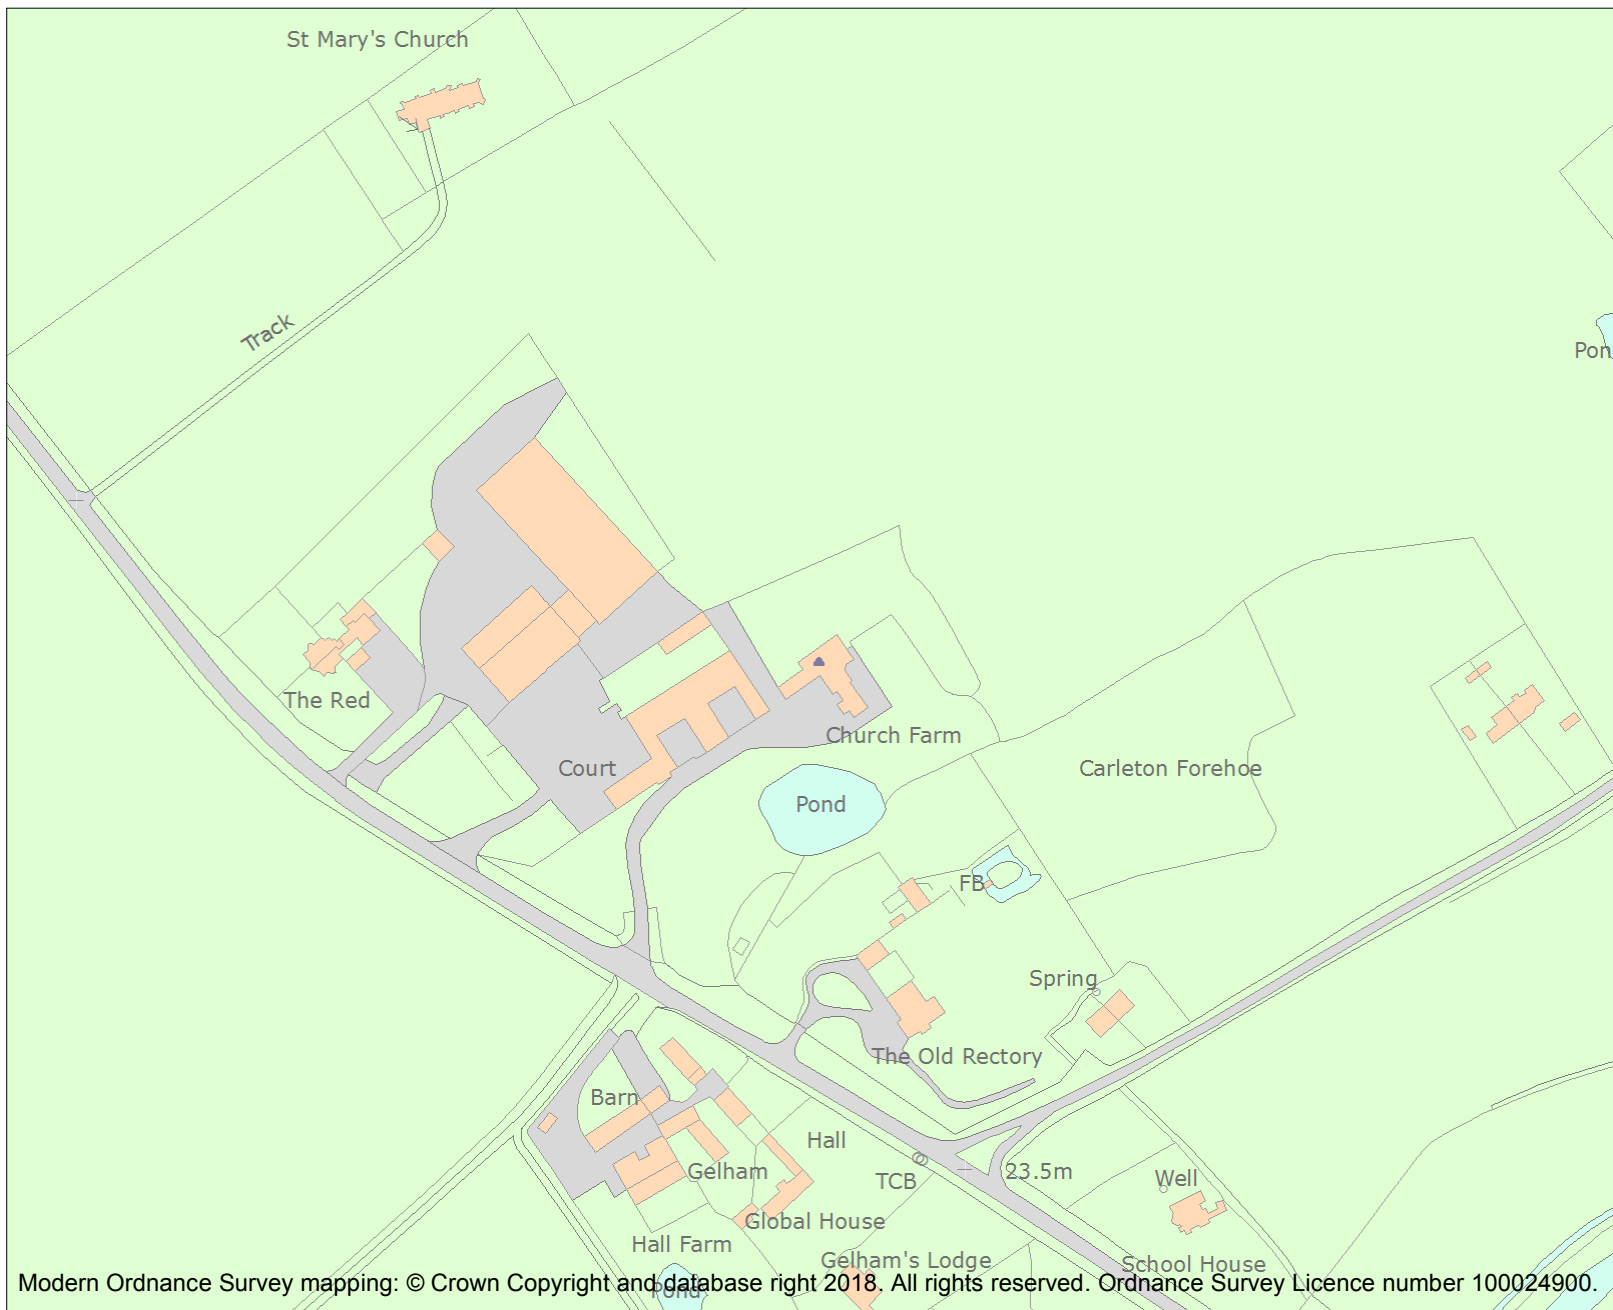 St Mary's Church
Track
Pon
The Red
Church Farm
Court
Carleton Forehoe
Pond
FB
Spring
The Old Rectory
Barn
Hall
Gelham
TCB
23.5m
Well
Global House
Hall Farm
Gelham's Lodge
School House
Pond
Modern Ordnance Survey mapping: © Crown Copyright and database right 2018. All rights reserved. Ordnance Survey Licence number 100024900.